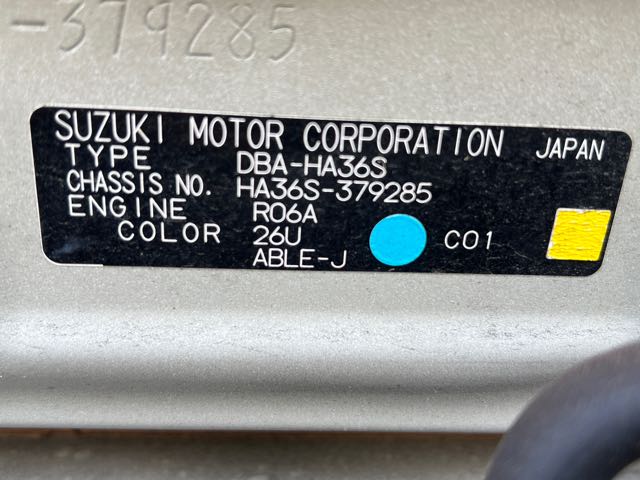 -379285
SUZUKI MOTOR CORPORATION JAPAN
TYPE DBA-HA36S
CHASSIS NO. HA36S-379285
ENGINE R06A
COLOR 26U C01
ABLE-J